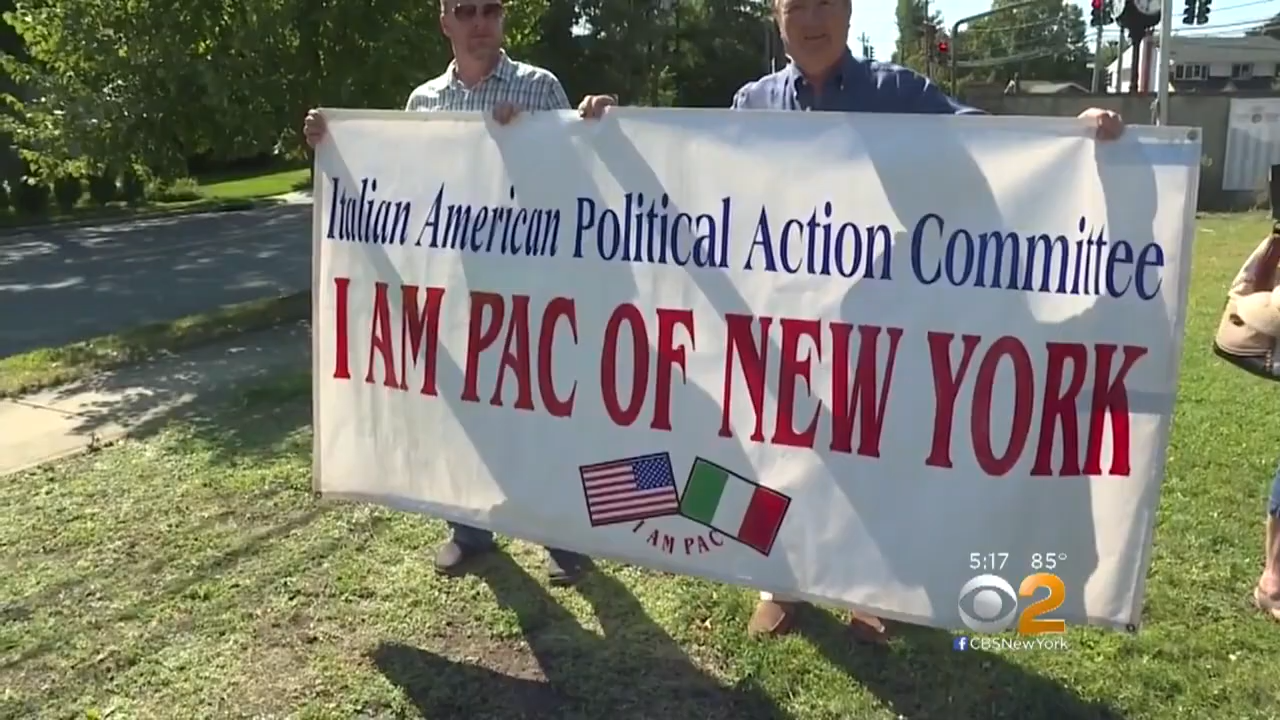 Italian American Political Action Committee
I AM PAC OF NEW YORK
I AM PAC
5:17 85°
2
CBSNewYork